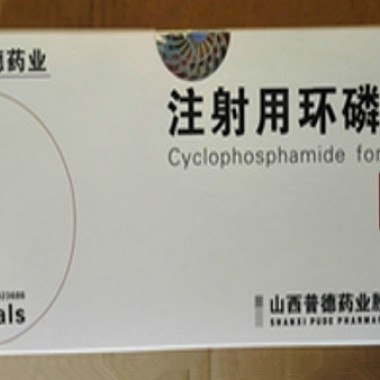 德药业
注射用环磷
Cyclophosphamide for
23686
als
山西普德药业
SHANXI PUDE PHARMA